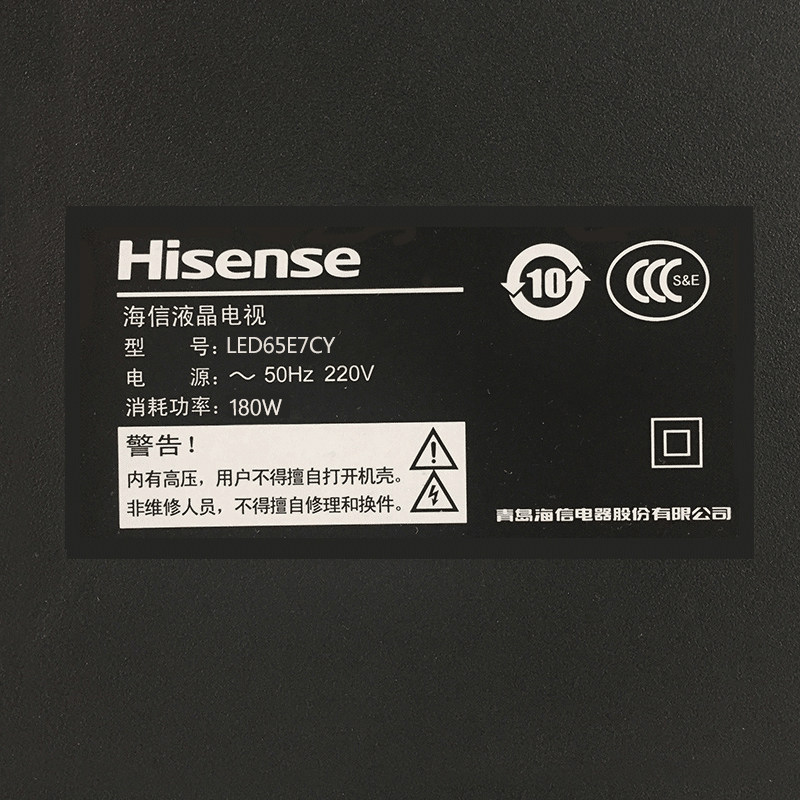 Hisense
10
CCC S&E
海信液晶电视
型 号: LED65E7CY
电 源: ～ 50Hz 220V
消耗功率: 180W
警告！
内有高压，用户不得擅自打开机壳。
非维修人员，不得擅自修理和换件。
青岛海信电器股份有限公司